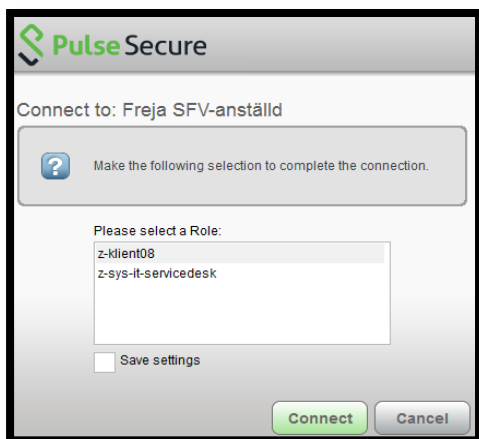 Pulse Secure
Connect to: Freja SFV-anställd
Make the following selection to complete the connection.
Please select a Role:
z-klient08
z-sys-it-servicedesk
Save settings
Connect Cancel